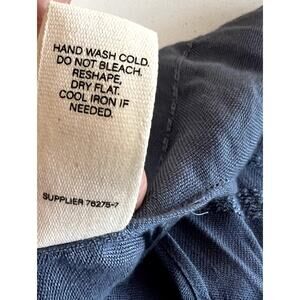 HAND WASH COLD.
DO NOT BLEACH.
RESHAPE,
DRY FLAT.
COOL IRON IF
NEEDED.
SUPPLIER 76275-7